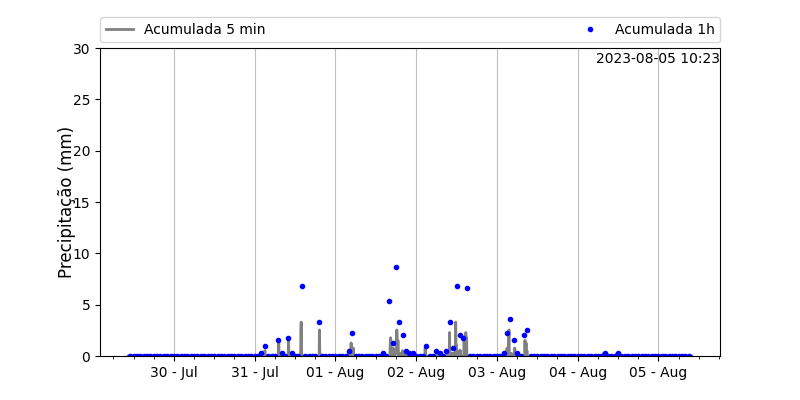 Acumulada 5 min
Acumulada 1h
2023-08-05 10:23
Precipitação (mm)
30
25
20
15
10
5
0
30 - Jul
31 - Jul
01 - Aug
02 - Aug
03 - Aug
04 - Aug
05 - Aug